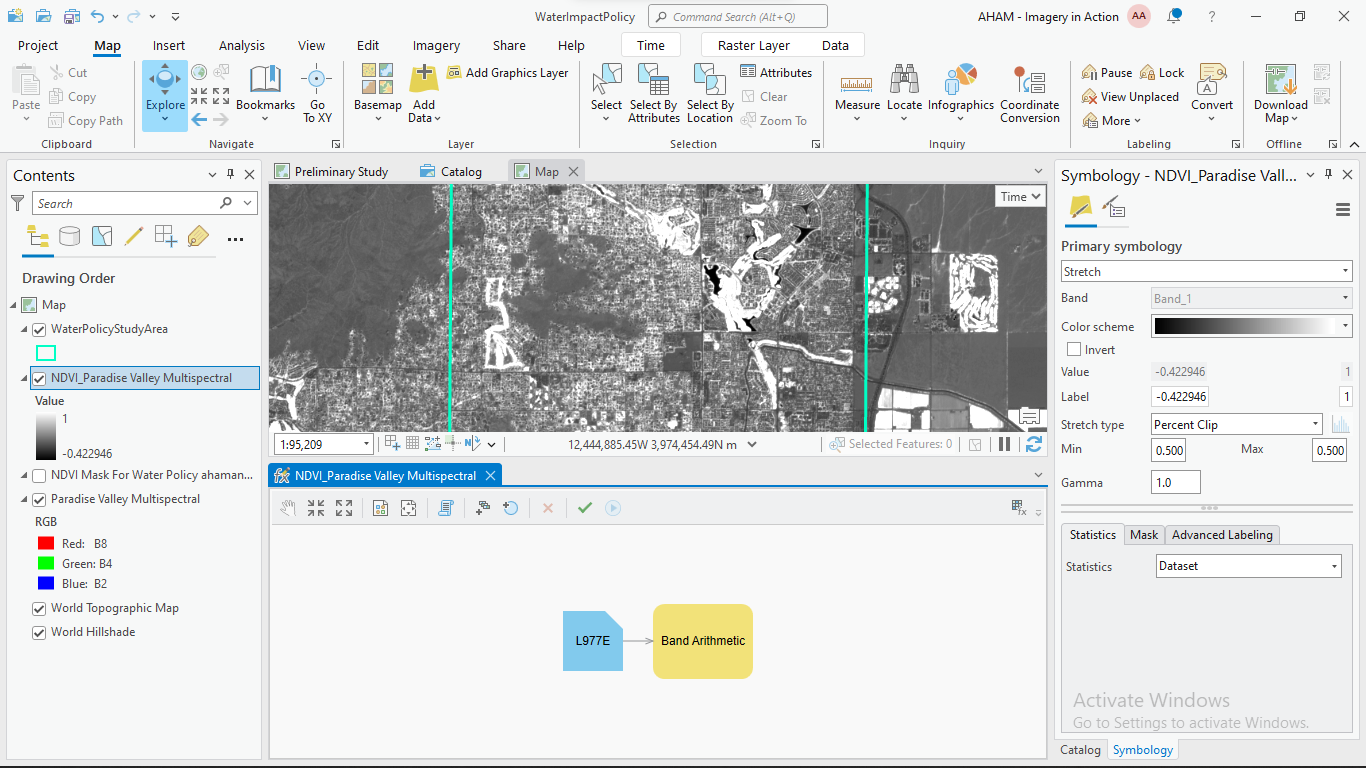 WaterImpactPolicy
Command Search (Alt+Q)
AHAM - Imagery in Action
AA
?
Project
Map
Insert
Analysis
View
Edit
Imagery
Share
Help
Time
Raster Layer
Data
Paste
Cut
Copy
Copy Path
Clipboard
Explore
Bookmarks
Go
To XY
Navigate
Basemap
Add
Data
Add Graphics Layer
Layer
Select
Select By
Attributes
Select By
Location
Attributes
Clear
Zoom To
Selection
Measure
Locate
Infographics
Coordinate
Conversion
Inquiry
Pause
Lock
View Unplaced
More
Convert
Labeling
Download
Map
Offline
Contents
Search
Drawing Order
Map
WaterPolicyStudyArea
NDVI_Paradise Valley Multispectral
Value
1
-0.422946
NDVI Mask For Water Policy ahaman...
Paradise Valley Multispectral
RGB
Red: B8
Green: B4
Blue: B2
World Topographic Map
World Hillshade
Preliminary Study
Catalog
Map
Time
1:95,209
12,444,885.45W 3,974,454.49N m
Selected Features: 0
NDVI_Paradise Valley Multispectral
L977E
Band Arithmetic
Symbology - NDVI_Paradise Vall...
Primary symbology
Stretch
Band
Band_1
Color scheme
Invert
Value
-0.422946
1
Label
-0.422946
1
Stretch type
Percent Clip
Min
0.500
Max
0.500
Gamma
1.0
Statistics
Mask
Advanced Labeling
Statistics
Dataset
Activate Windows
Go to Settings to activate Windows.
Catalog
Symbology